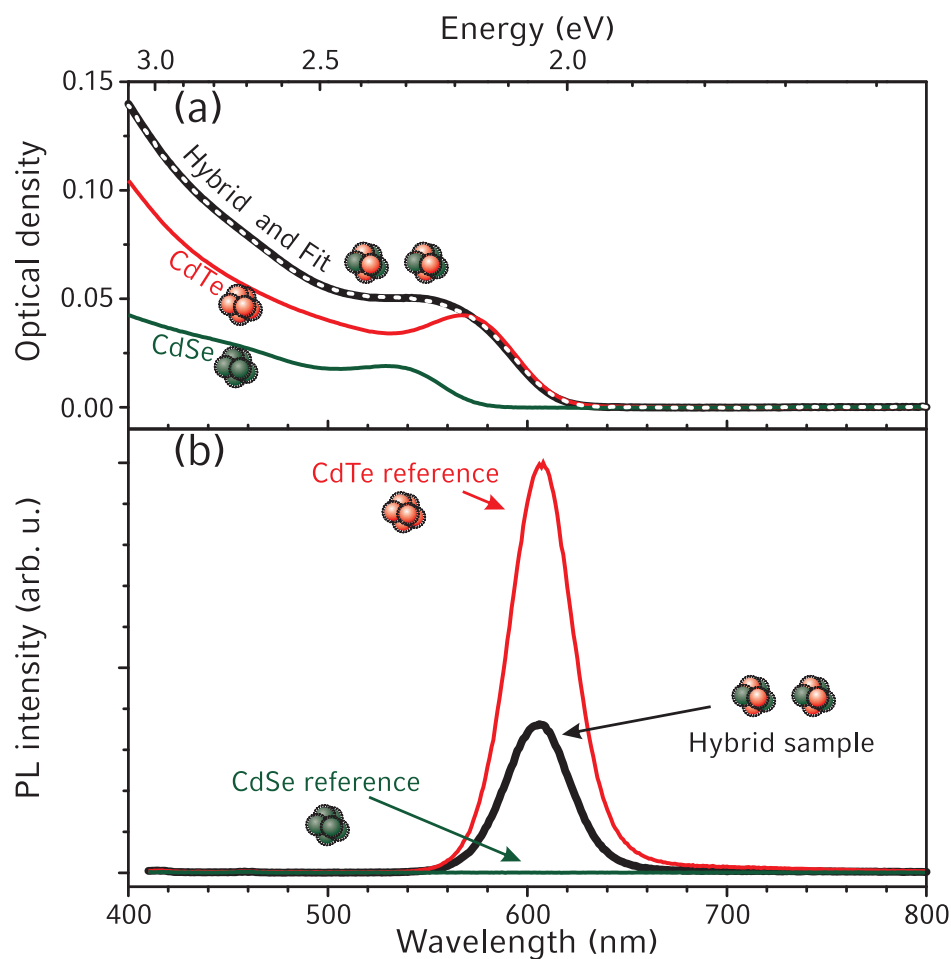 Energy (eV)
3.0 2.5 2.0
0.15
(a)
Hybrid and Fit
0.10
Optical density
CdTe
0.05
CdSe
0.00
(b)
CdTe reference
PL intensity (arb. u.)
Hybrid sample
CdSe reference
400 500 600 700 800
Wavelength (nm)